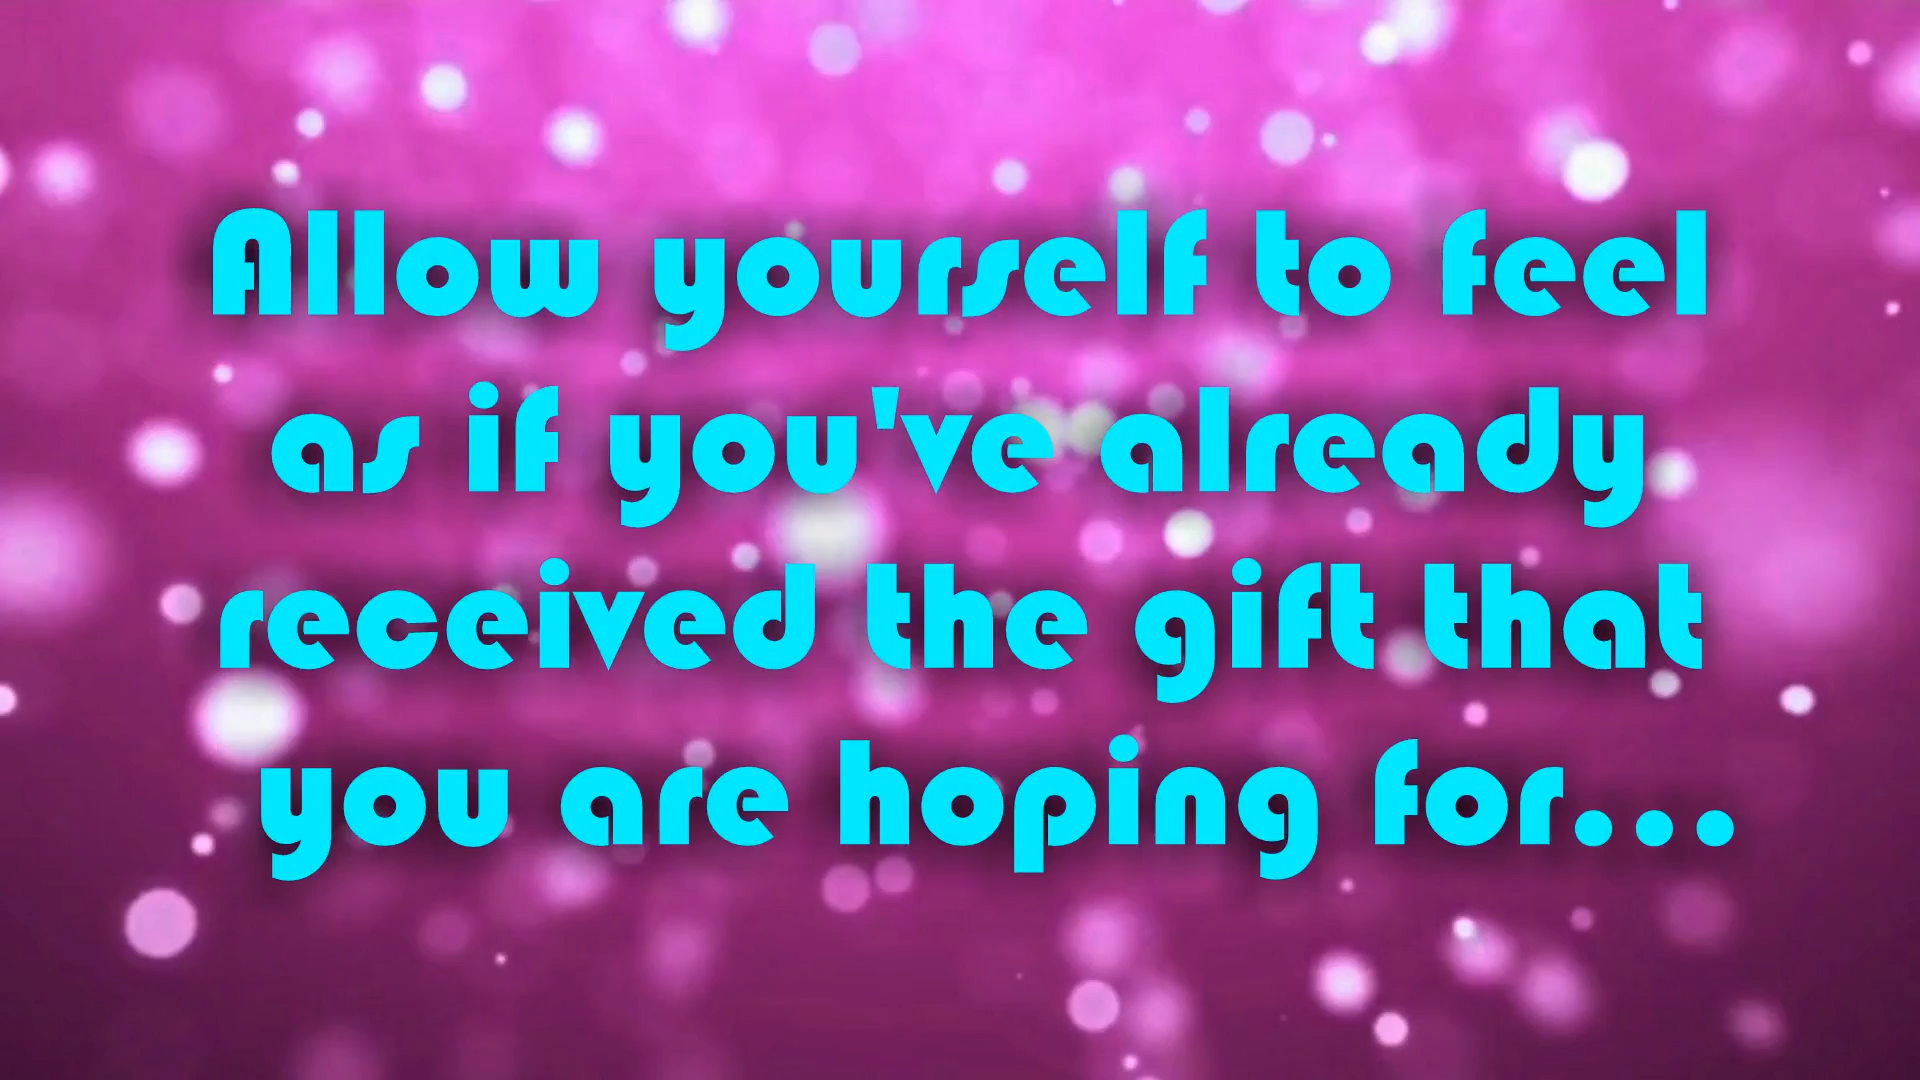 Allow yourself to feel
as if you've already
received the gift that
you are hoping for...